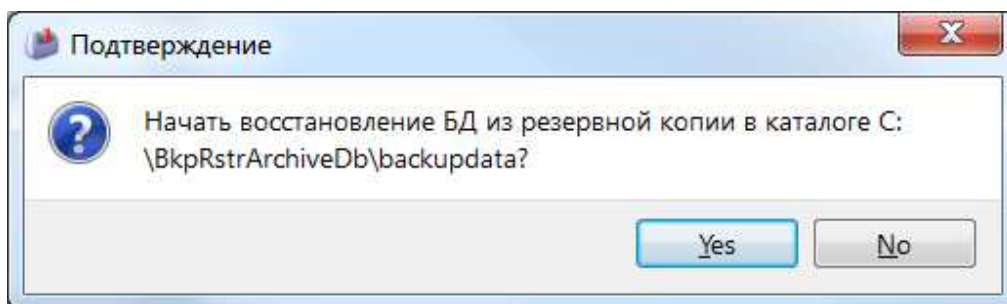 Подтверждение
Начать восстановление БД из резервной копии в каталоге C:
\BkpRstrArchiveDb\backupdata?
Yes
No